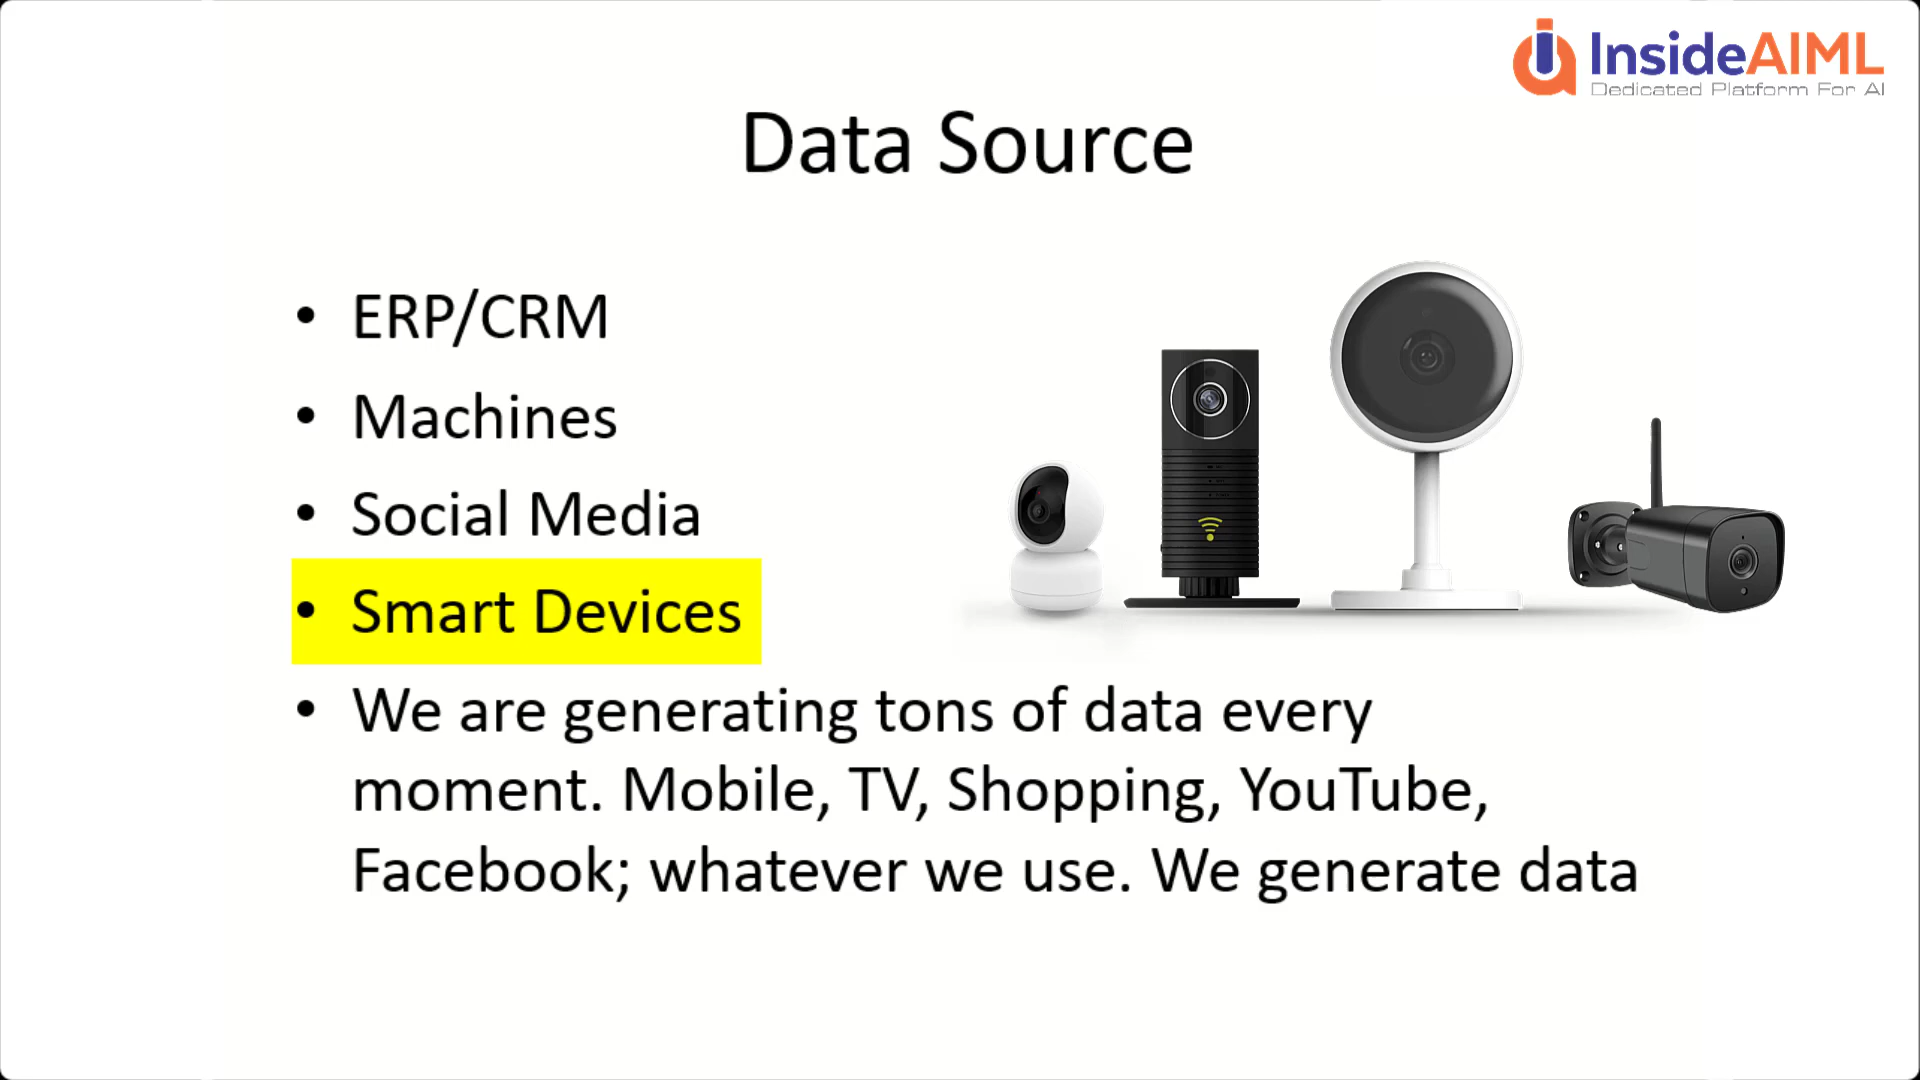 InsideAIML
Dedicated Platform For AI
Data Source
• ERP/CRM
• Machines
• Social Media
• Smart Devices
• We are generating tons of data every
moment. Mobile, TV, Shopping, YouTube,
Facebook; whatever we use. We generate data